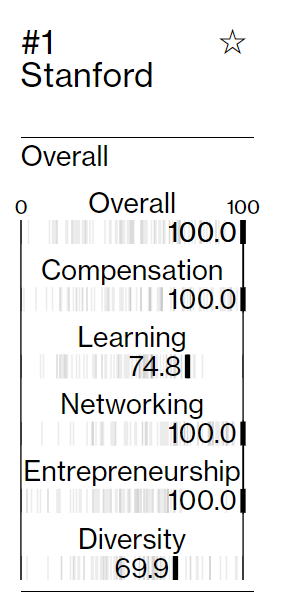 #1
Stanford
Overall
Overall
0 100
100.0
Compensation
100.0
Learning
74.8
Networking
100.0
Entrepreneurship
100.0
Diversity
69.9